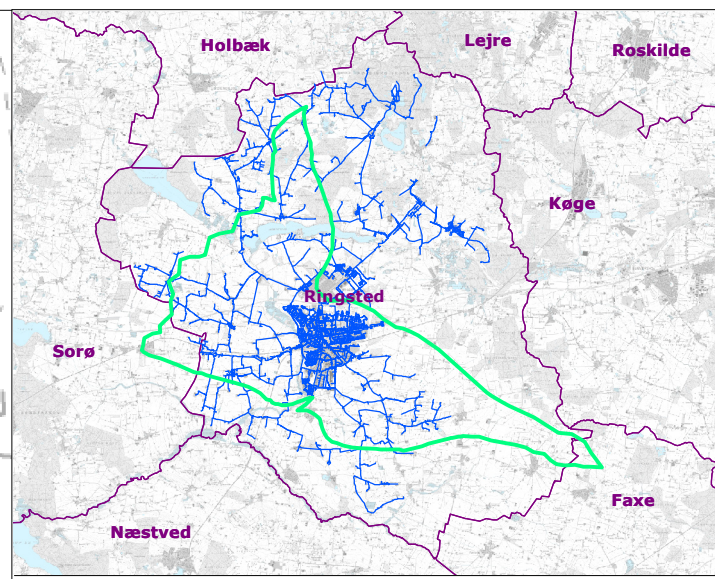 Holbæk
Lejre
Roskilde
Køge
Ringsted
Sorø
Faxe
Næstved